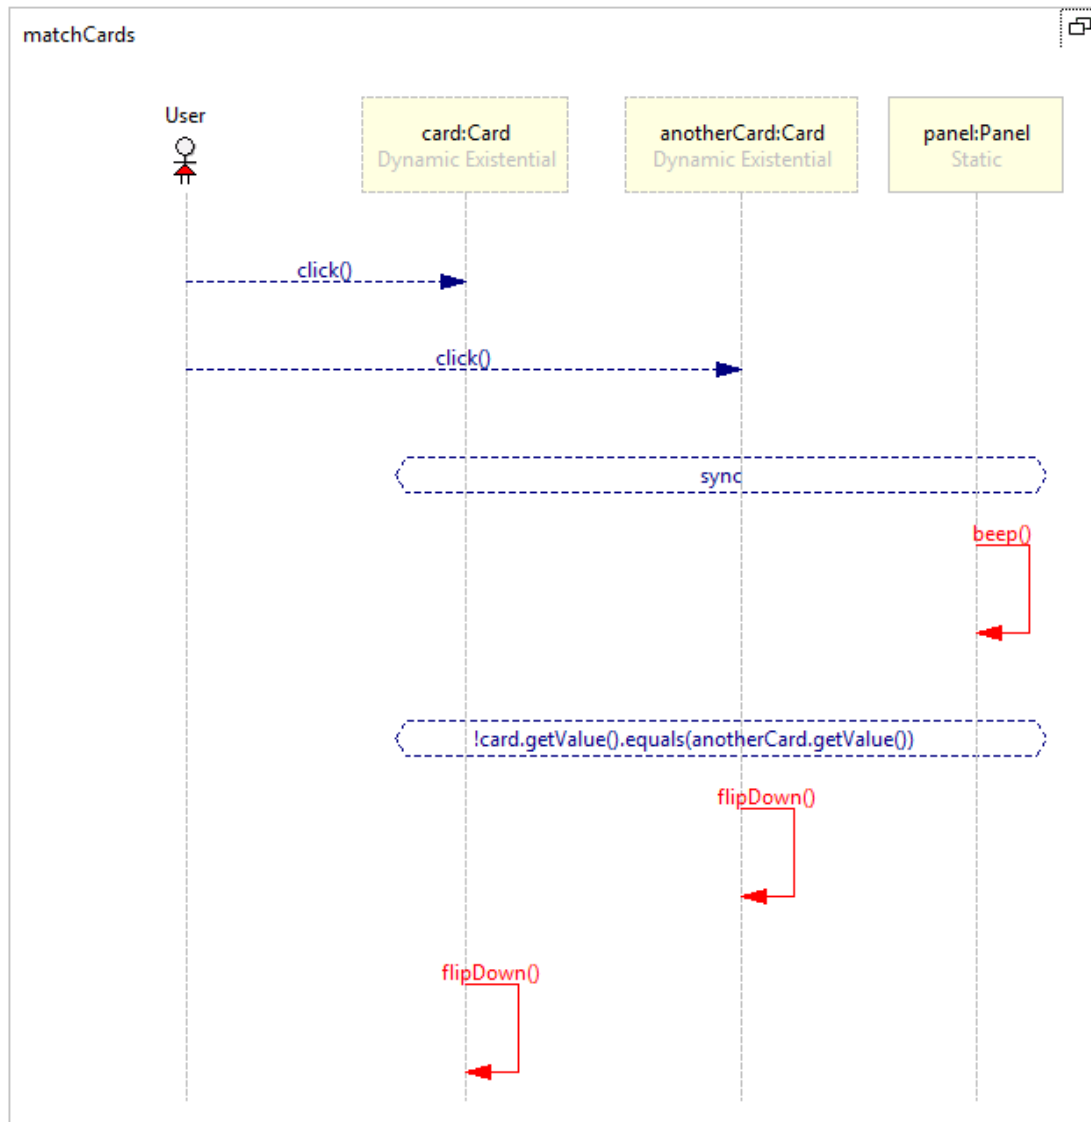 matchCards
User
card:Card
Dynamic Existential
anotherCard:Card
Dynamic Existential
panel:Panel
Static
click()
click()
sync
beep()
!card.getValue().equals(anotherCard.getValue())
flipDown()
flipDown()